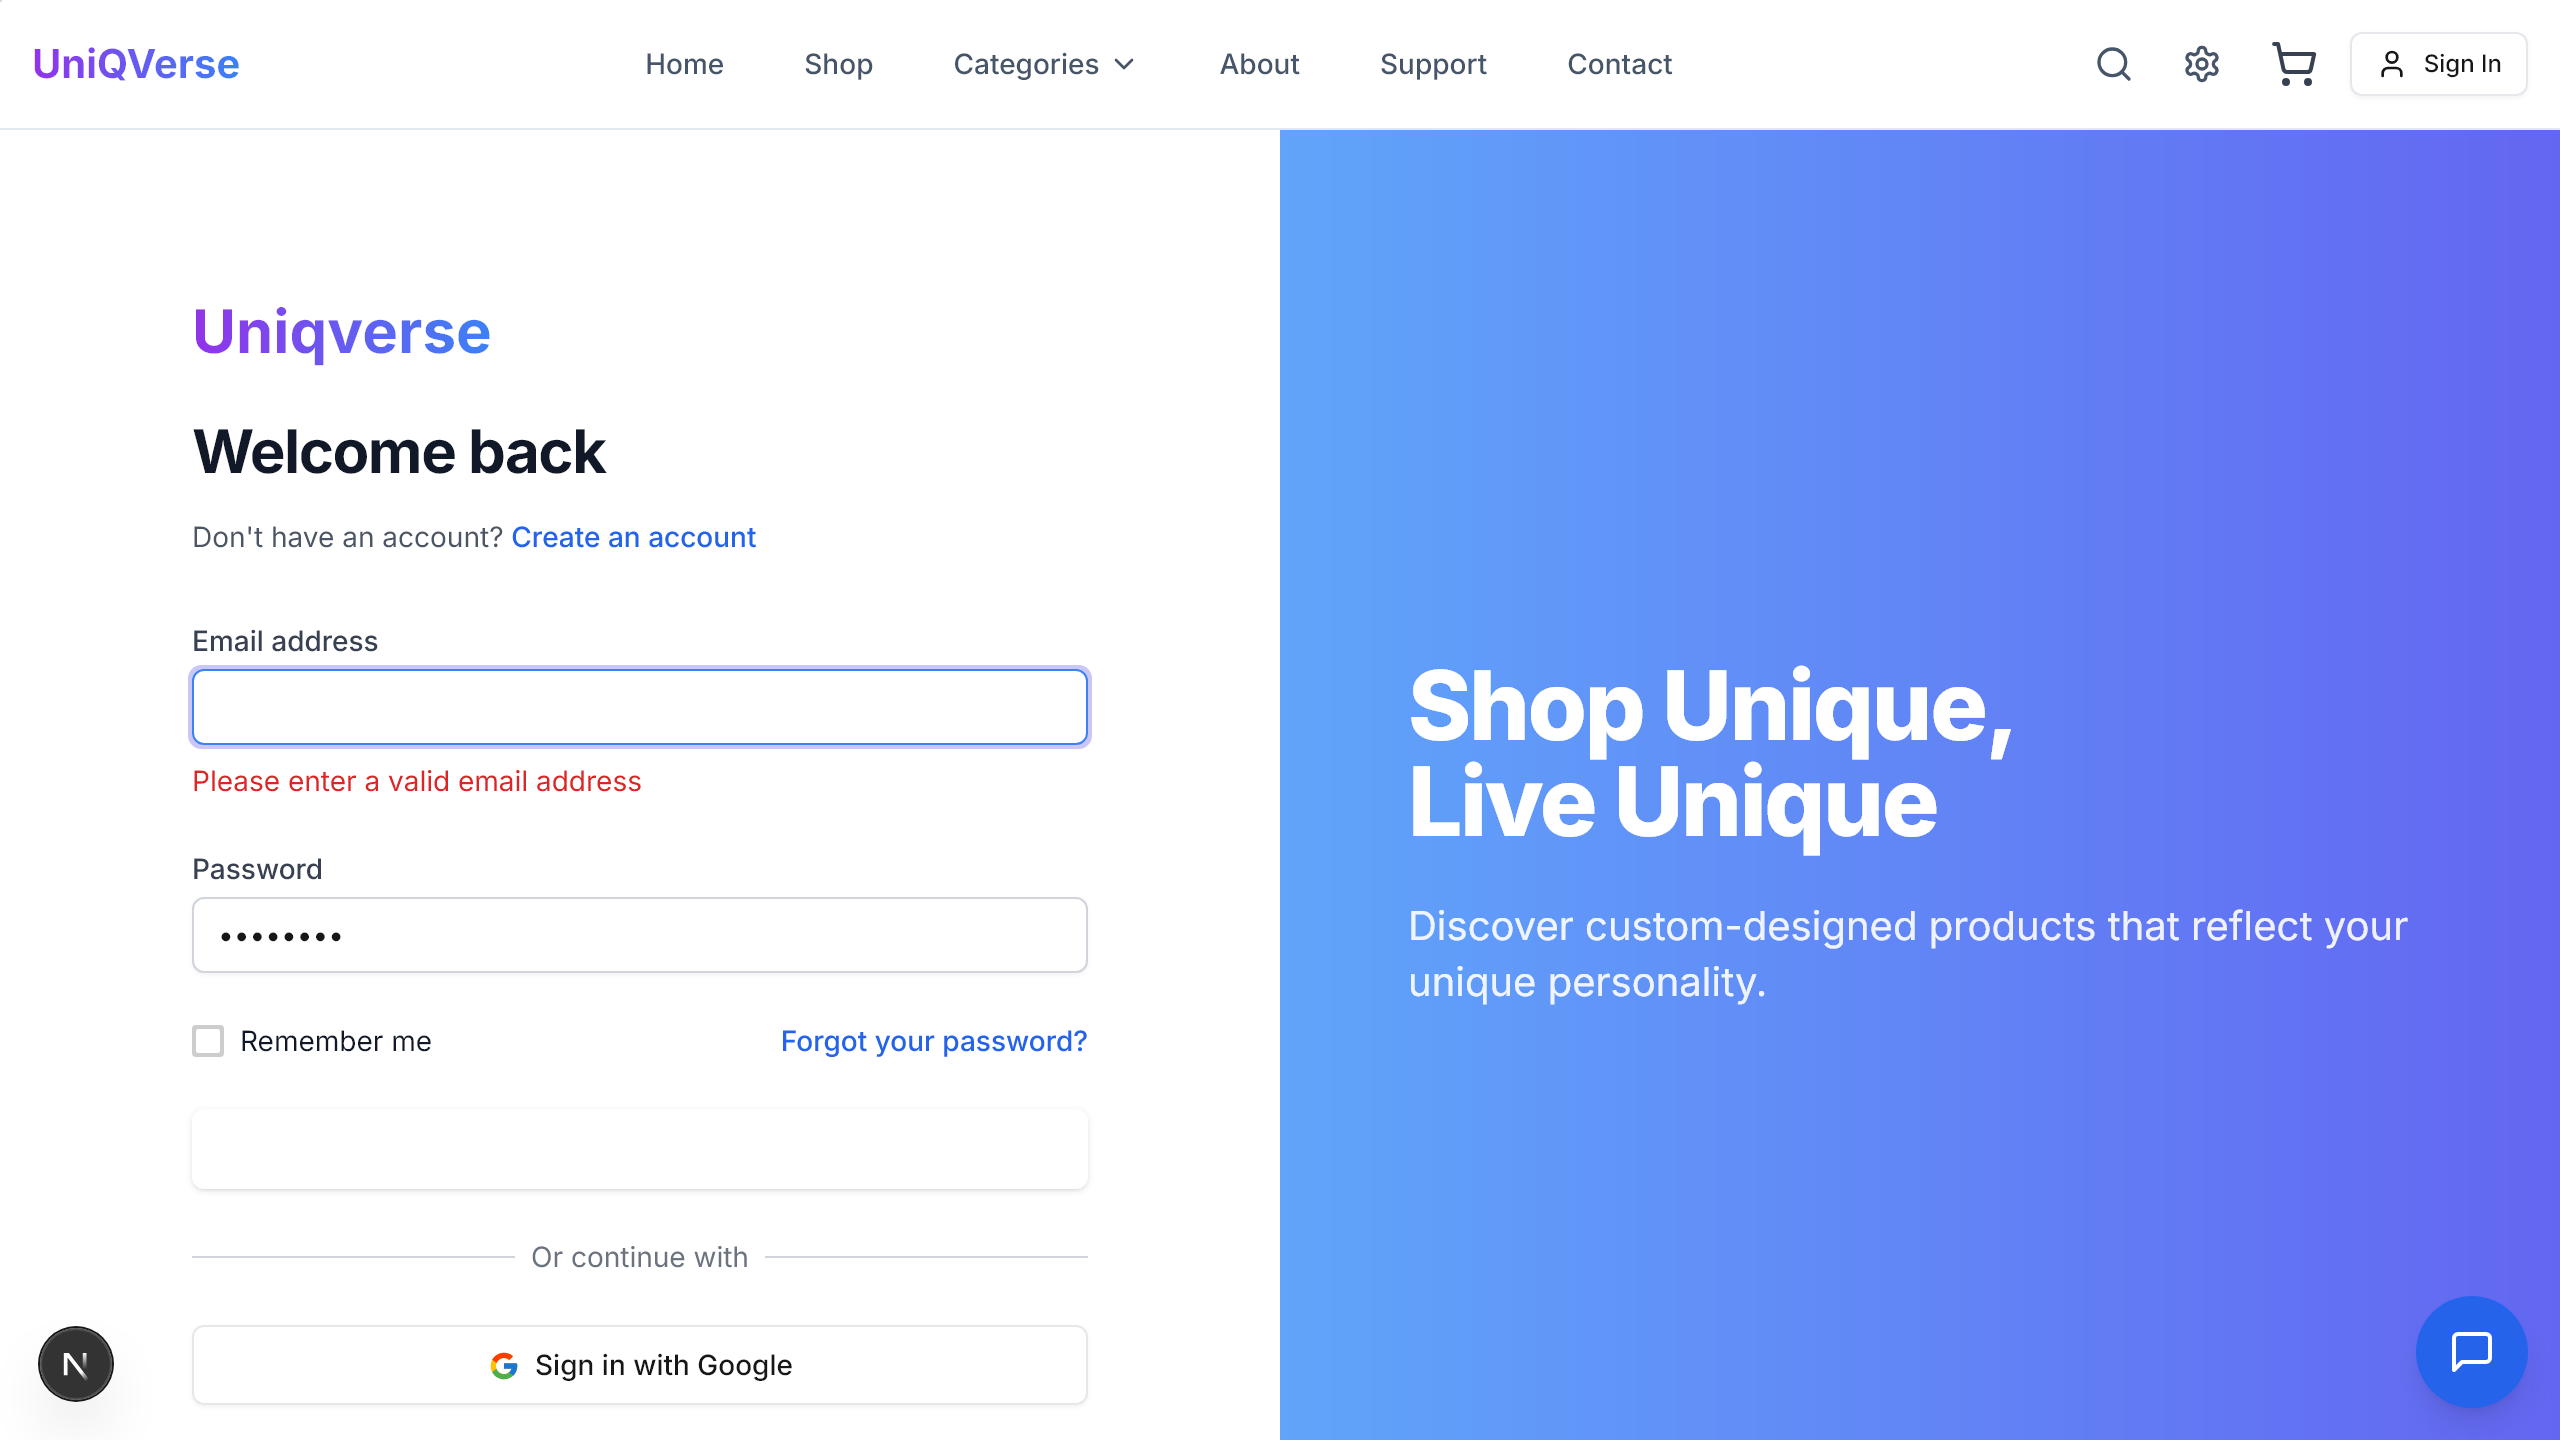 UniQVerse
Home
Shop
Categories
About
Support
Contact
Sign In
Uniqverse
Welcome back
Don't have an account? Create an account
Email address
Please enter a valid email address
Password
Remember me
Forgot your password?
Or continue with
Sign in with Google
N
Shop Unique,
Live Unique
Discover custom-designed products that reflect your
unique personality.